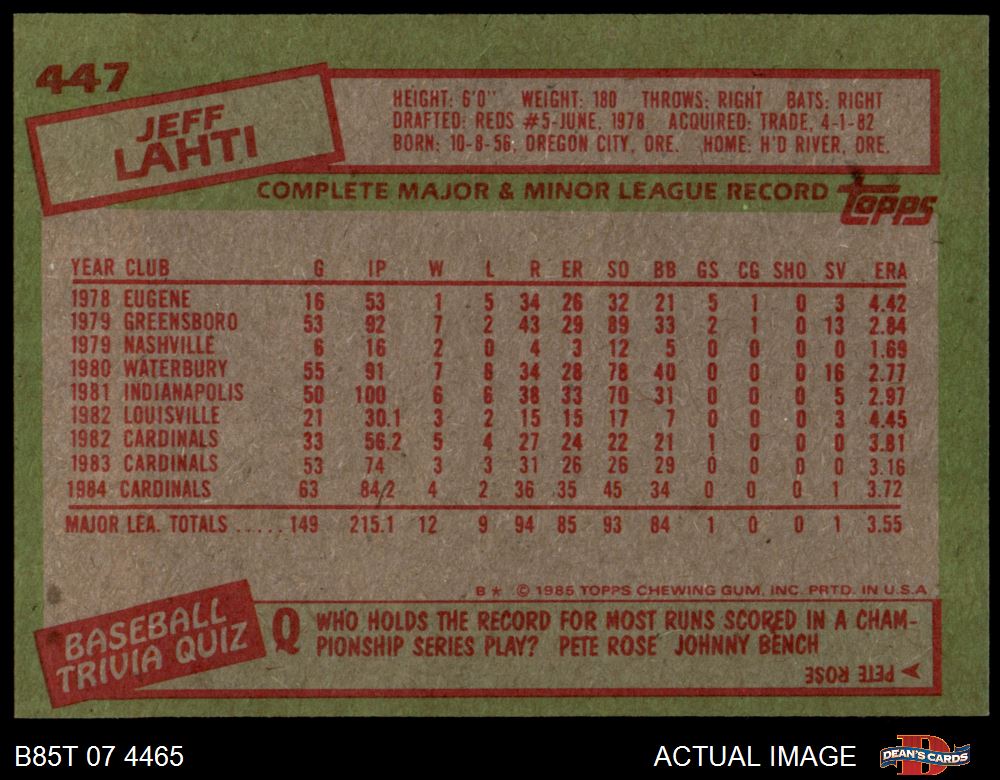 447
JEFF
LAHTI
HEIGHT: 6'0" WEIGHT: 180 THROWS: RIGHT BATS: RIGHT
DRAFTED: REDS #5-JUNE, 1978 ACQUIRED: TRADE, 4-1-82
BORN: 10-8-56, OREGON CITY, ORE. HOME: H'D RIVER, ORE.
COMPLETE MAJOR & MINOR LEAGUE RECORD topps
YEAR CLUB G IP W L R ER SO BB GS CG SHO SV ERA
1978 EUGENE 16 53 1 5 34 26 32 21 5 1 0 3 4.42
1979 GREENSBORO 53 92 7 2 43 29 89 33 2 1 0 13 2.84
1979 NASHVILLE 6 16 2 0 4 3 12 5 0 0 0 0 1.69
1980 WATERBURY 55 91 7 8 34 28 78 40 0 0 0 16 2.77
1981 INDIANAPOLIS 50 100 6 6 38 33 70 31 0 0 0 5 2.97
1982 LOUISVILLE 21 30.1 3 2 15 15 17 7 0 0 0 3 4.45
1982 CARDINALS 33 56.2 5 4 27 24 22 21 1 0 0 0 3.81
1983 CARDINALS 53 74 3 3 31 26 26 29 0 0 0 0 3.16
1984 CARDINALS 63 84.2 4 2 36 35 45 34 0 0 0 1 3.72
MAJOR LEA. TOTALS ..... 149 215.1 12 9 94 85 93 84 1 0 0 1 3.55
B* © 1985 TOPPS CHEWING GUM, INC. PRTD. IN U.S.A
BASEBALL
TRIVIA QUIZ
Q WHO HOLDS THE RECORD FOR MOST RUNS SCORED IN A CHAM-
PIONSHIP SERIES PLAY? PETE ROSE JOHNNY BENCH
PETE ROSE
B85T 07 4465 ACTUAL IMAGE DEAN'S CARDS